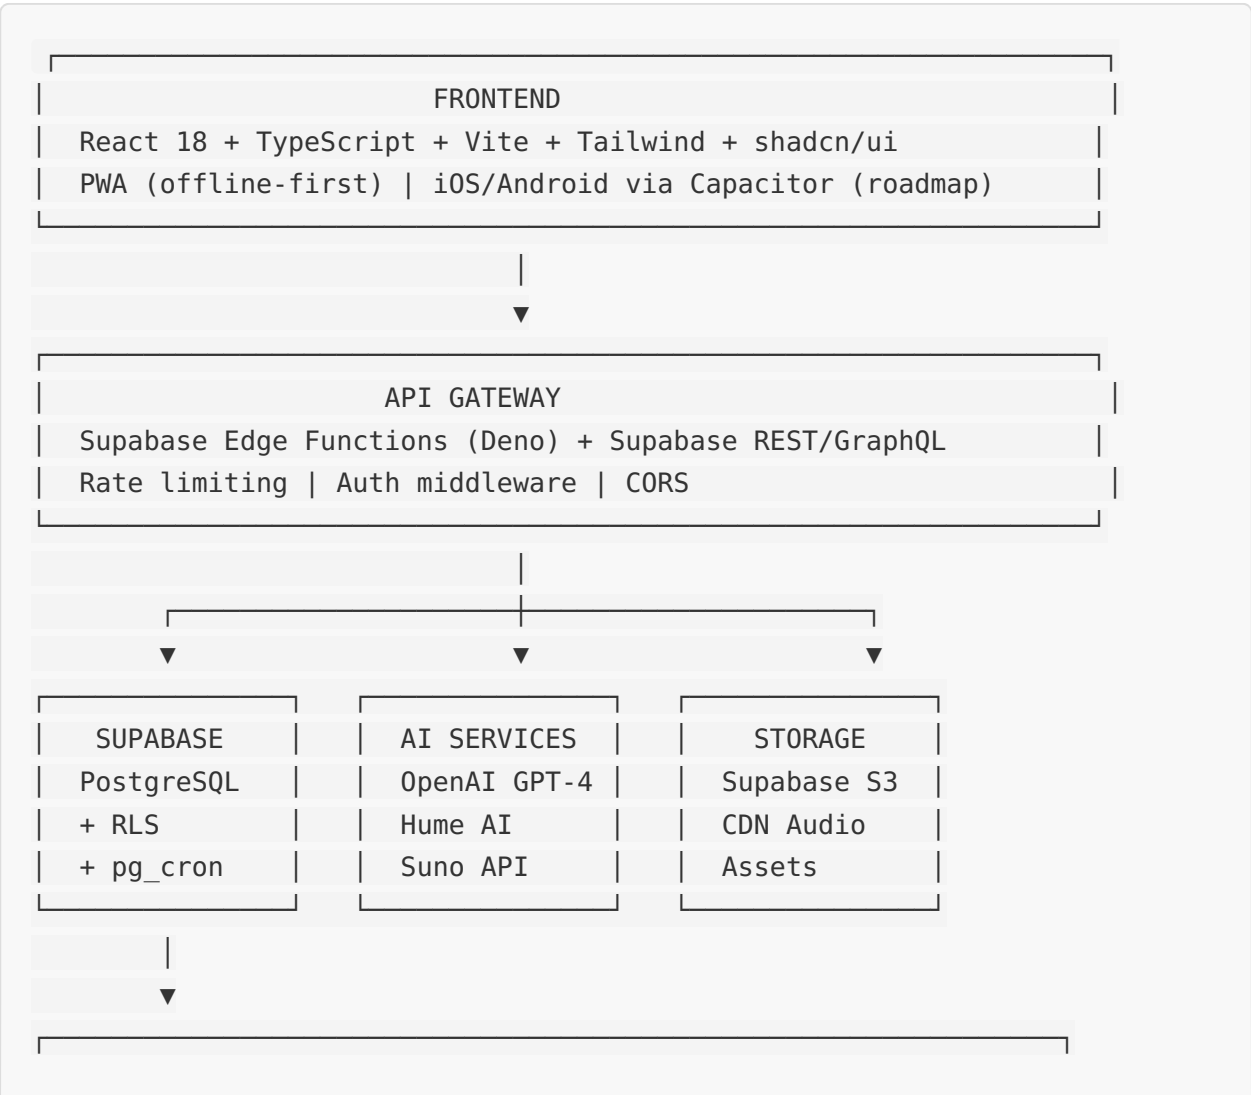 FRONTEND
React 18 + TypeScript + Vite + Tailwind + shadcn/ui
PWA (offline-first) | iOS/Android via Capacitor (roadmap)
API GATEWAY
Supabase Edge Functions (Deno) + Supabase REST/GraphQL
Rate limiting | Auth middleware | CORS
SUPABASE AI SERVICES STORAGE
PostgreSQL OpenAI GPT-4 Supabase S3
+ RLS Hume AI CDN Audio
+ pg_cron Suno API Assets